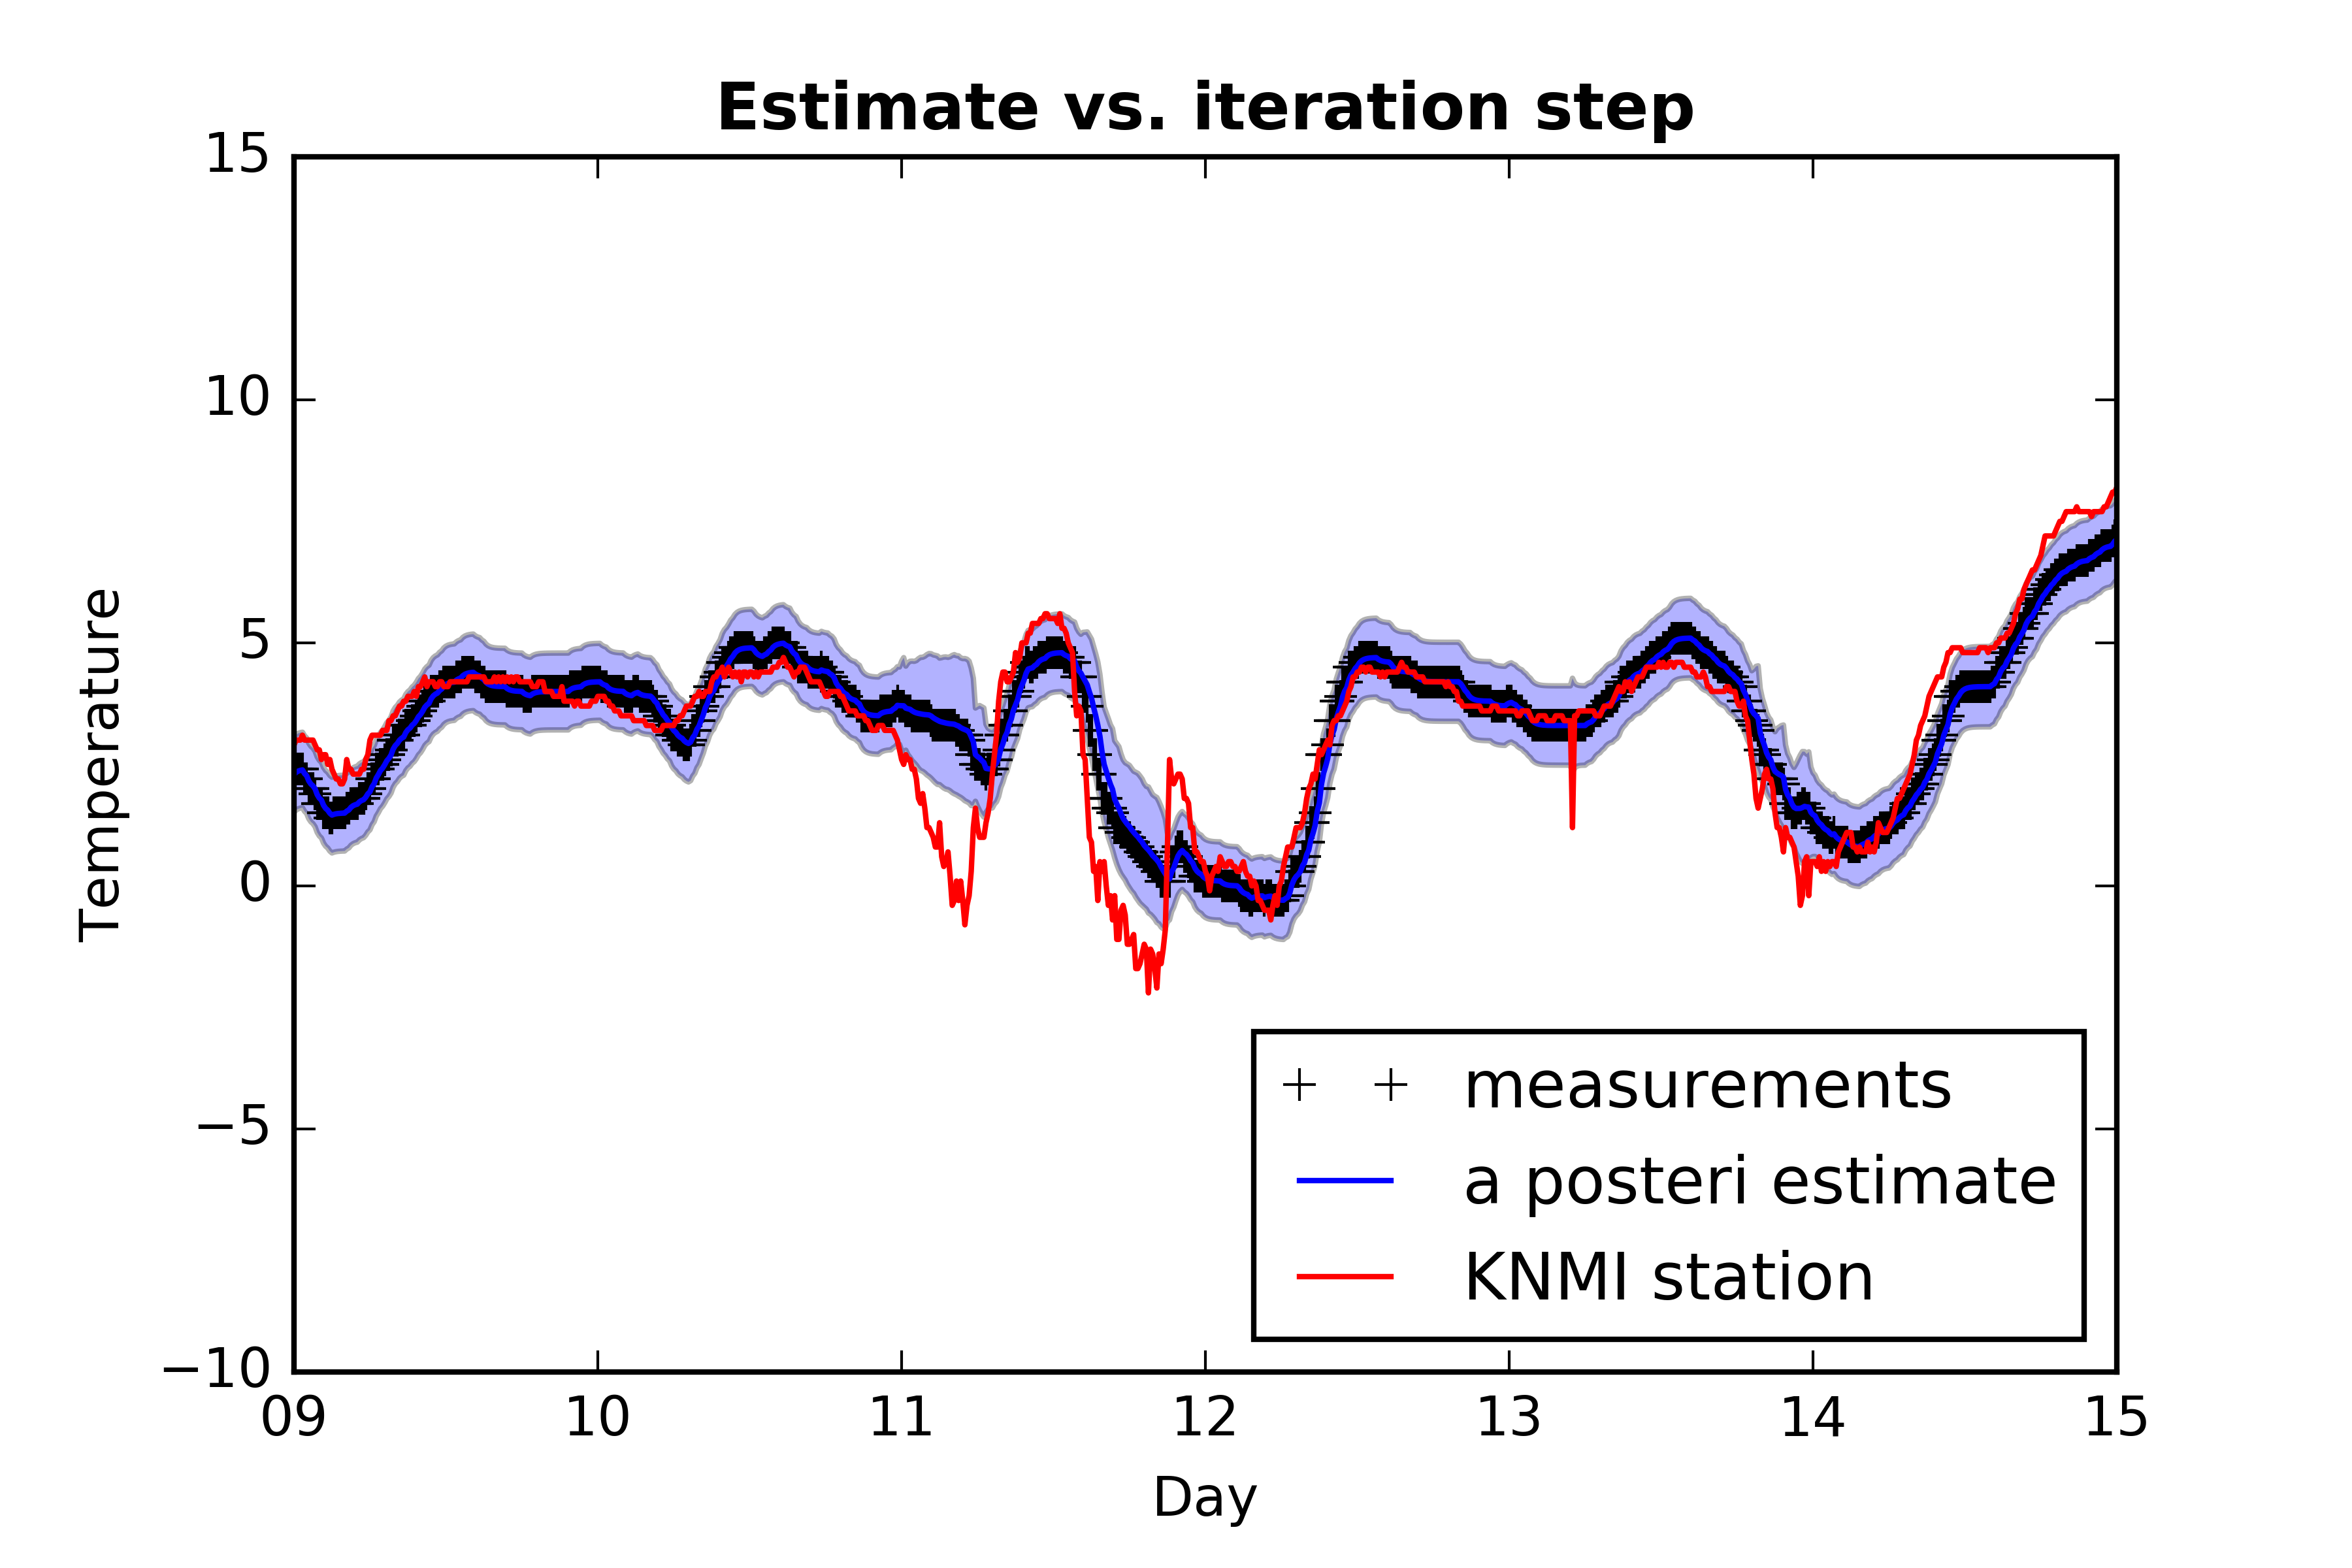 Estimate vs. iteration step
15
10
5
0
−5
−10
Temperature
measurements
a posteri estimate
KNMI station
09 10 11 12 13 14 15
Day